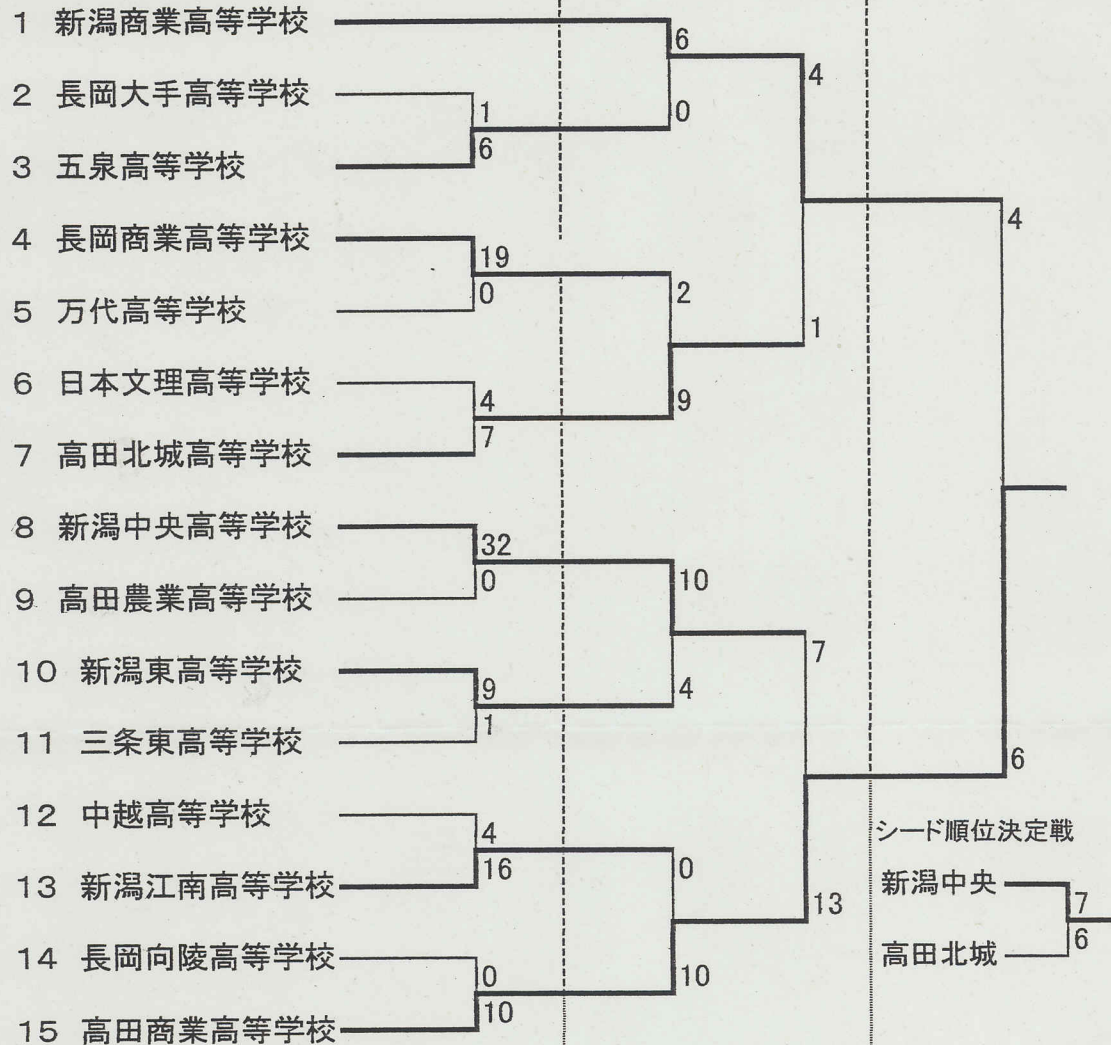 1 新潟商業高等学校
6
4
2 長岡大手高等学校
1
0
6
3 五泉高等学校
4
4 長岡商業高等学校
19
0
2
5 万代高等学校
1
6 日本文理高等学校
4
9
7
7 高田北城高等学校
8 新潟中央高等学校
32
0
10
9 高田農業高等学校
7
10 新潟東高等学校
9
4
1
11 三条東高等学校
6
12 中越高等学校
4
シード順位決定戦
16
0
13 新潟江南高等学校
13
新潟中央
7
6
14 長岡向陵高等学校
0
10
高田北城
10
15 高田商業高等学校